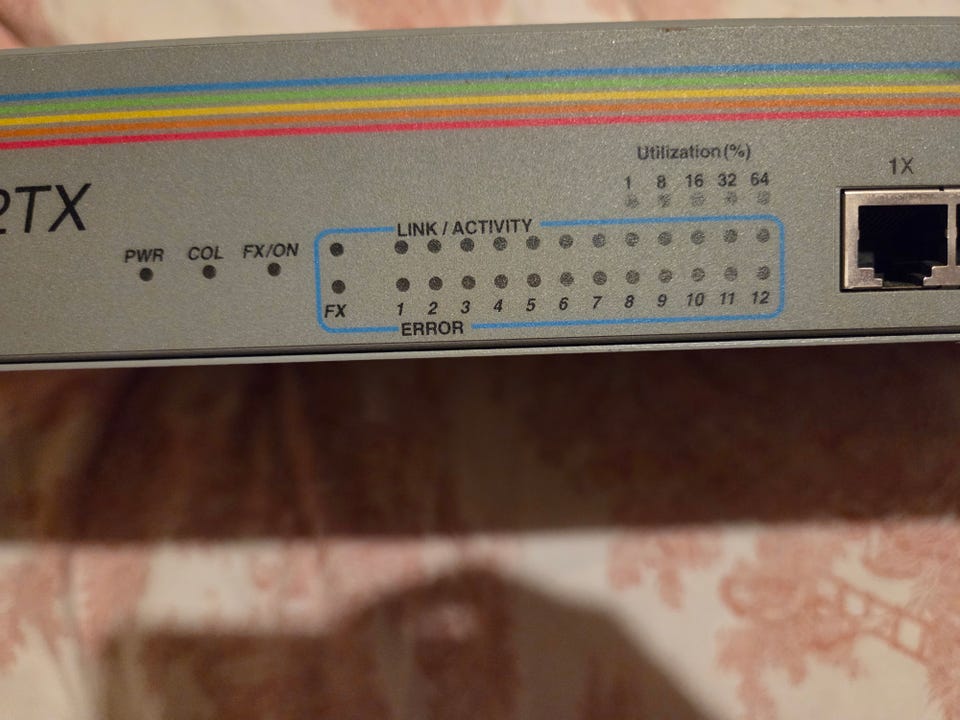 2TX
PWR COL FX/ON
Utilization(%)
1 8 16 32 64
LINK / ACTIVITY
FX 1 2 3 4 5 6 7 8 9 10 11 12
ERROR
1X